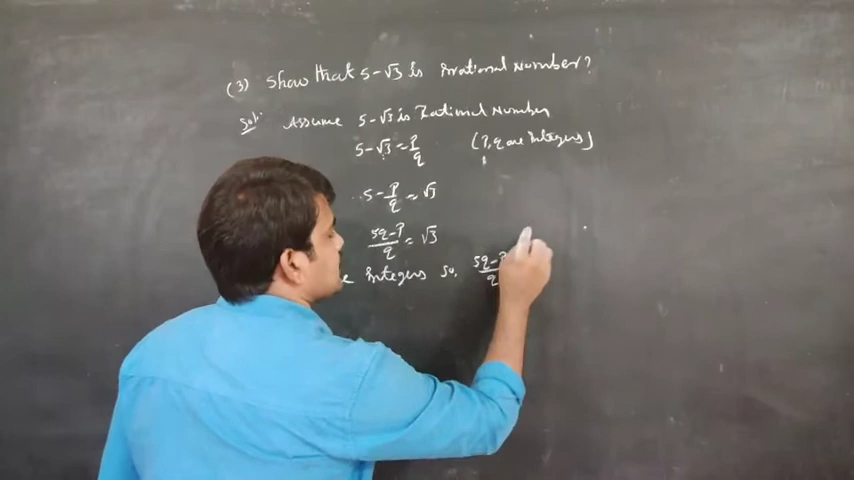 (3) Show that 5-√3 is Irrational Number?
Sol: Assume 5-√3 is Rational Number
5-√3 = P/q (P, q are Integers)
5 - P/q = √3
5q-P/q = √3
Integers so, 5q-P/q